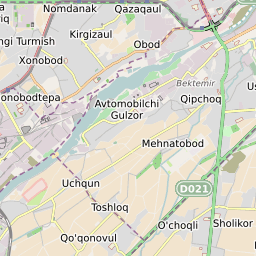 Nomdanak
Qazaqaul
Kirgizaul
ngi Turmish
Obod
Xonobod
Bektemir
onobodtepa
Avtomobilchi
Gulzor
Qipchoq
Us
Mehnatobod
Uchqun
D021
Toshloq
O'choqli
Sholikor
Qo'qonovul